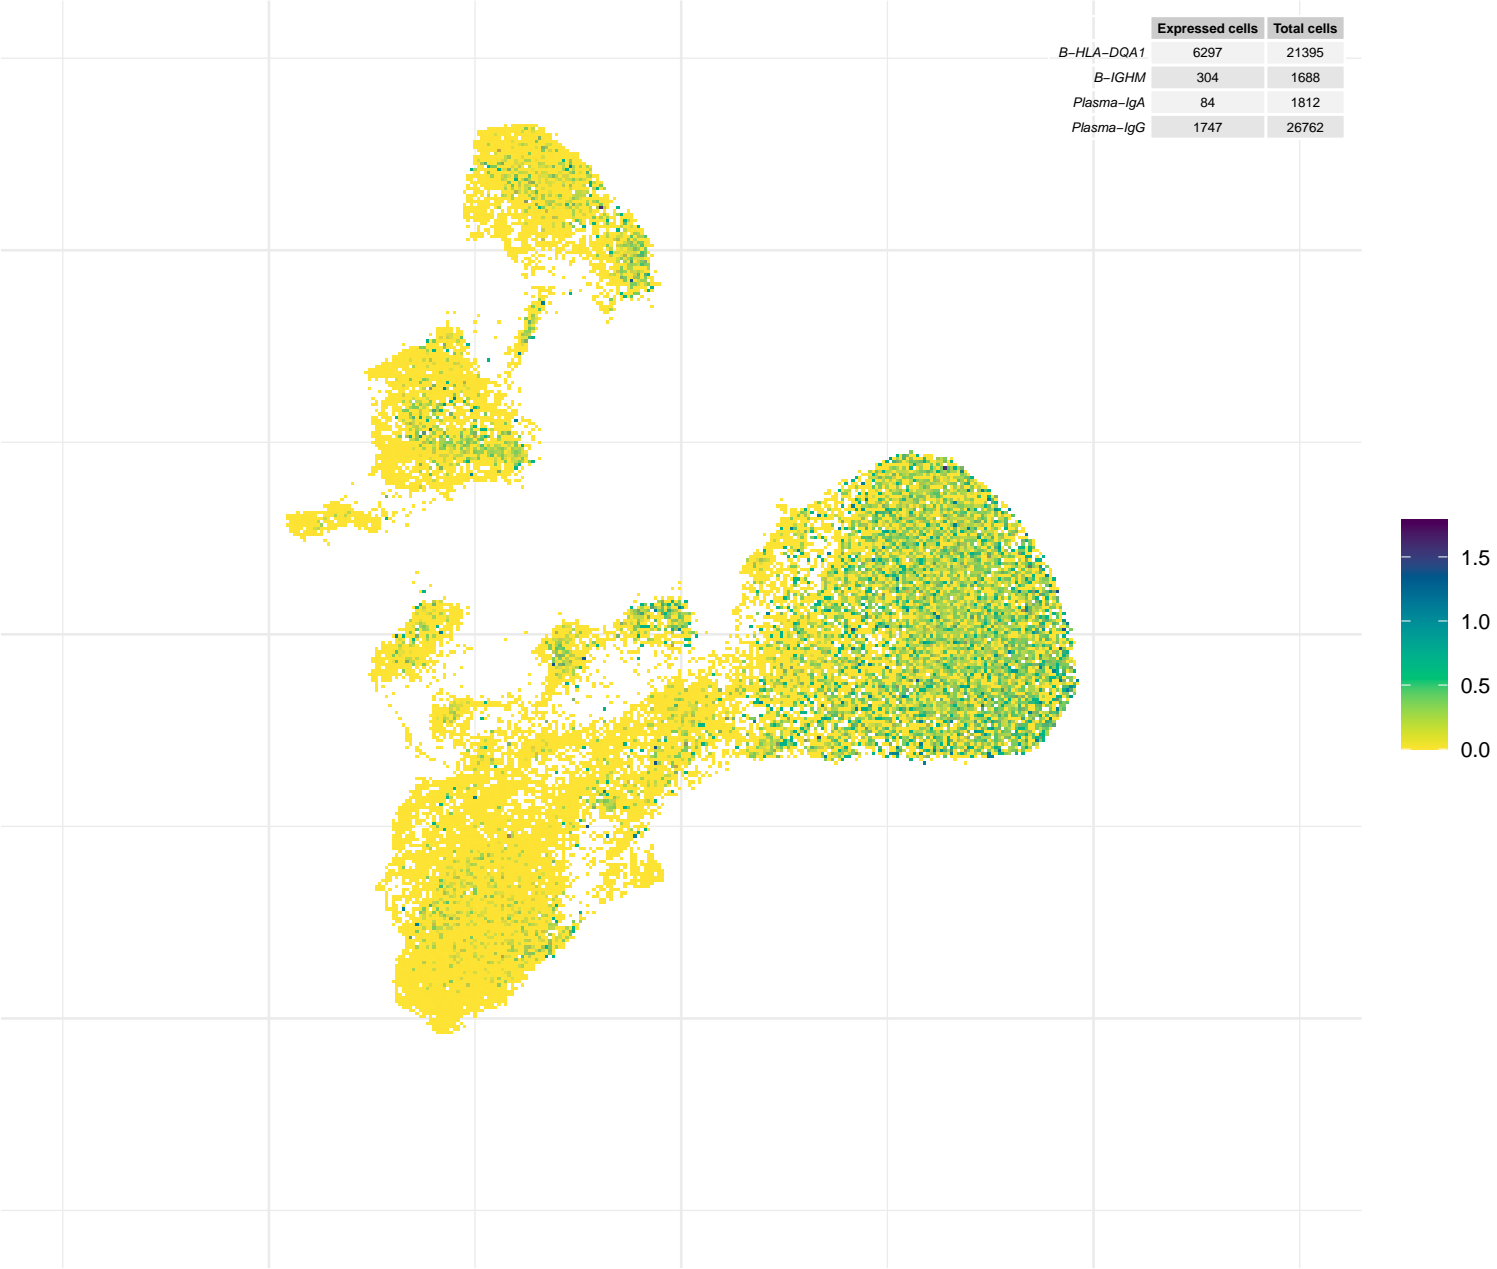 Expressed cells Total cells
B−HLA−DQA1 6297 21395
B−IGHM 304 1688
Plasma−IgA 84 1812
Plasma−IgG 1747 26762
1.5
1.0
0.5
0.0